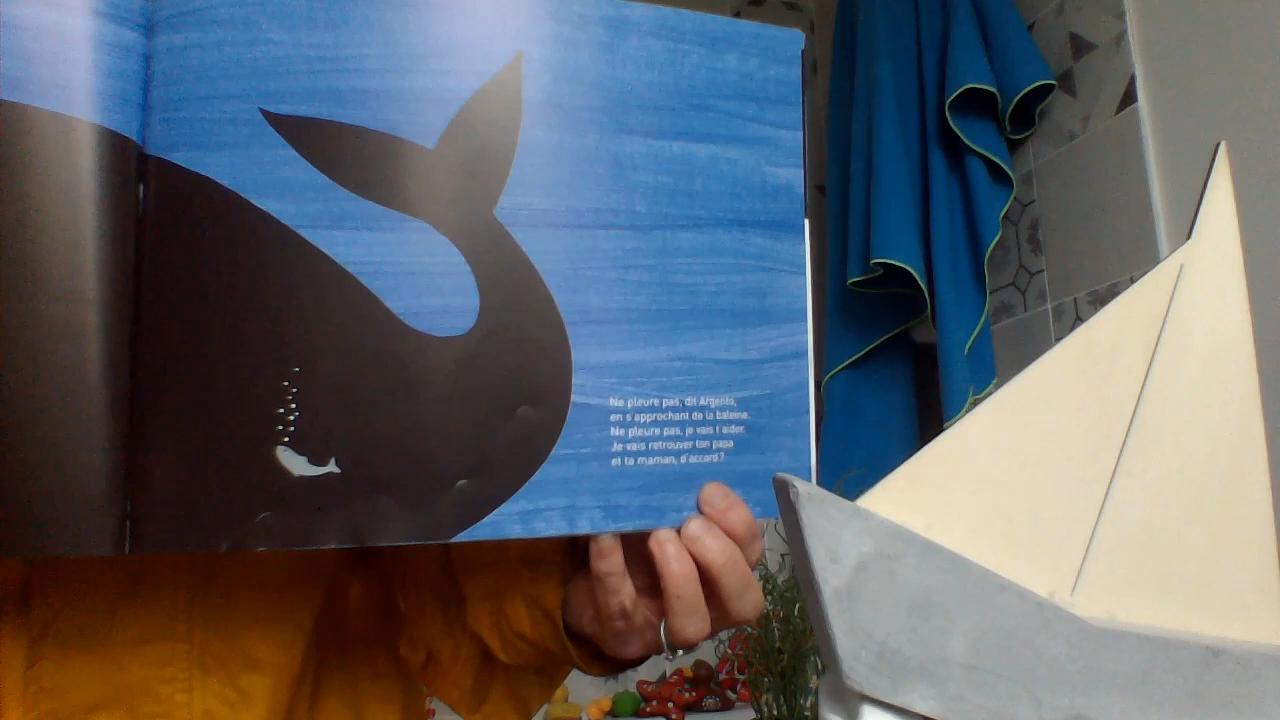 Ne pleure pas, dit Argento,
en s'approchant de la baleine.
Ne pleure pas, je vais t'aider.
Je vais retrouver ton papa
et ta maman, d'accord ?